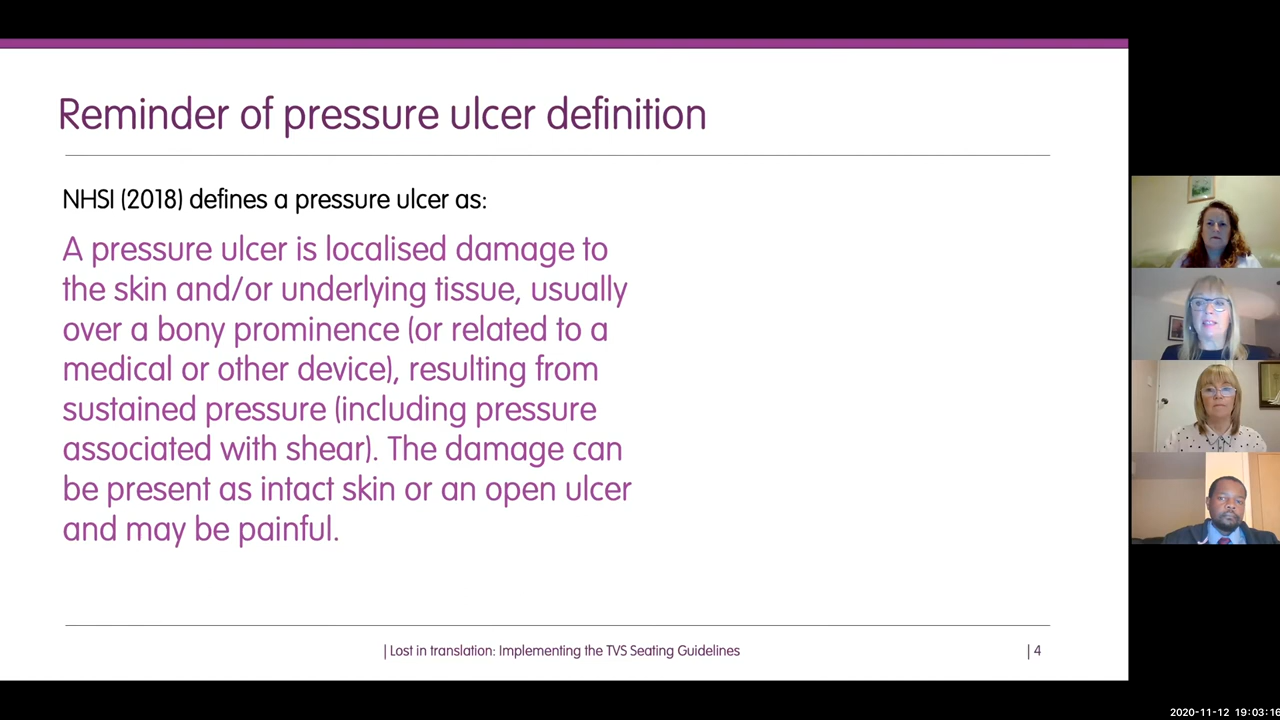 Reminder of pressure ulcer definition
NHSI (2018) defines a pressure ulcer as:
A pressure ulcer is localised damage to
the skin and/or underlying tissue, usually
over a bony prominence (or related to a
medical or other device), resulting from
sustained pressure (including pressure
associated with shear). The damage can
be present as intact skin or an open ulcer
and may be painful.
| Lost in translation: Implementing the TVS Seating Guidelines
| 4
2020-11-12 19:03:16